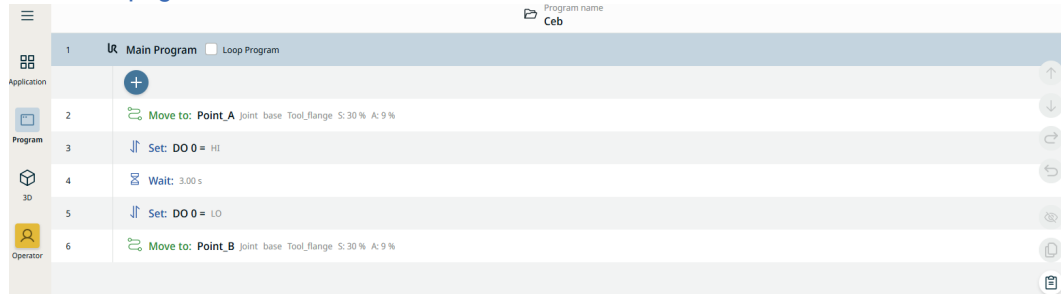 Program name
Ceb
1 Main Program Loop Program
Application
2 Move to: Point_A Joint base Tool_flange S: 30 % A: 9 %
Program
3 Set: DO 0 = HI
4 Wait: 3.00 s
3D
5 Set: DO 0 = LO
6 Move to: Point_B Joint base Tool_flange S: 30 % A: 9 %
Operator